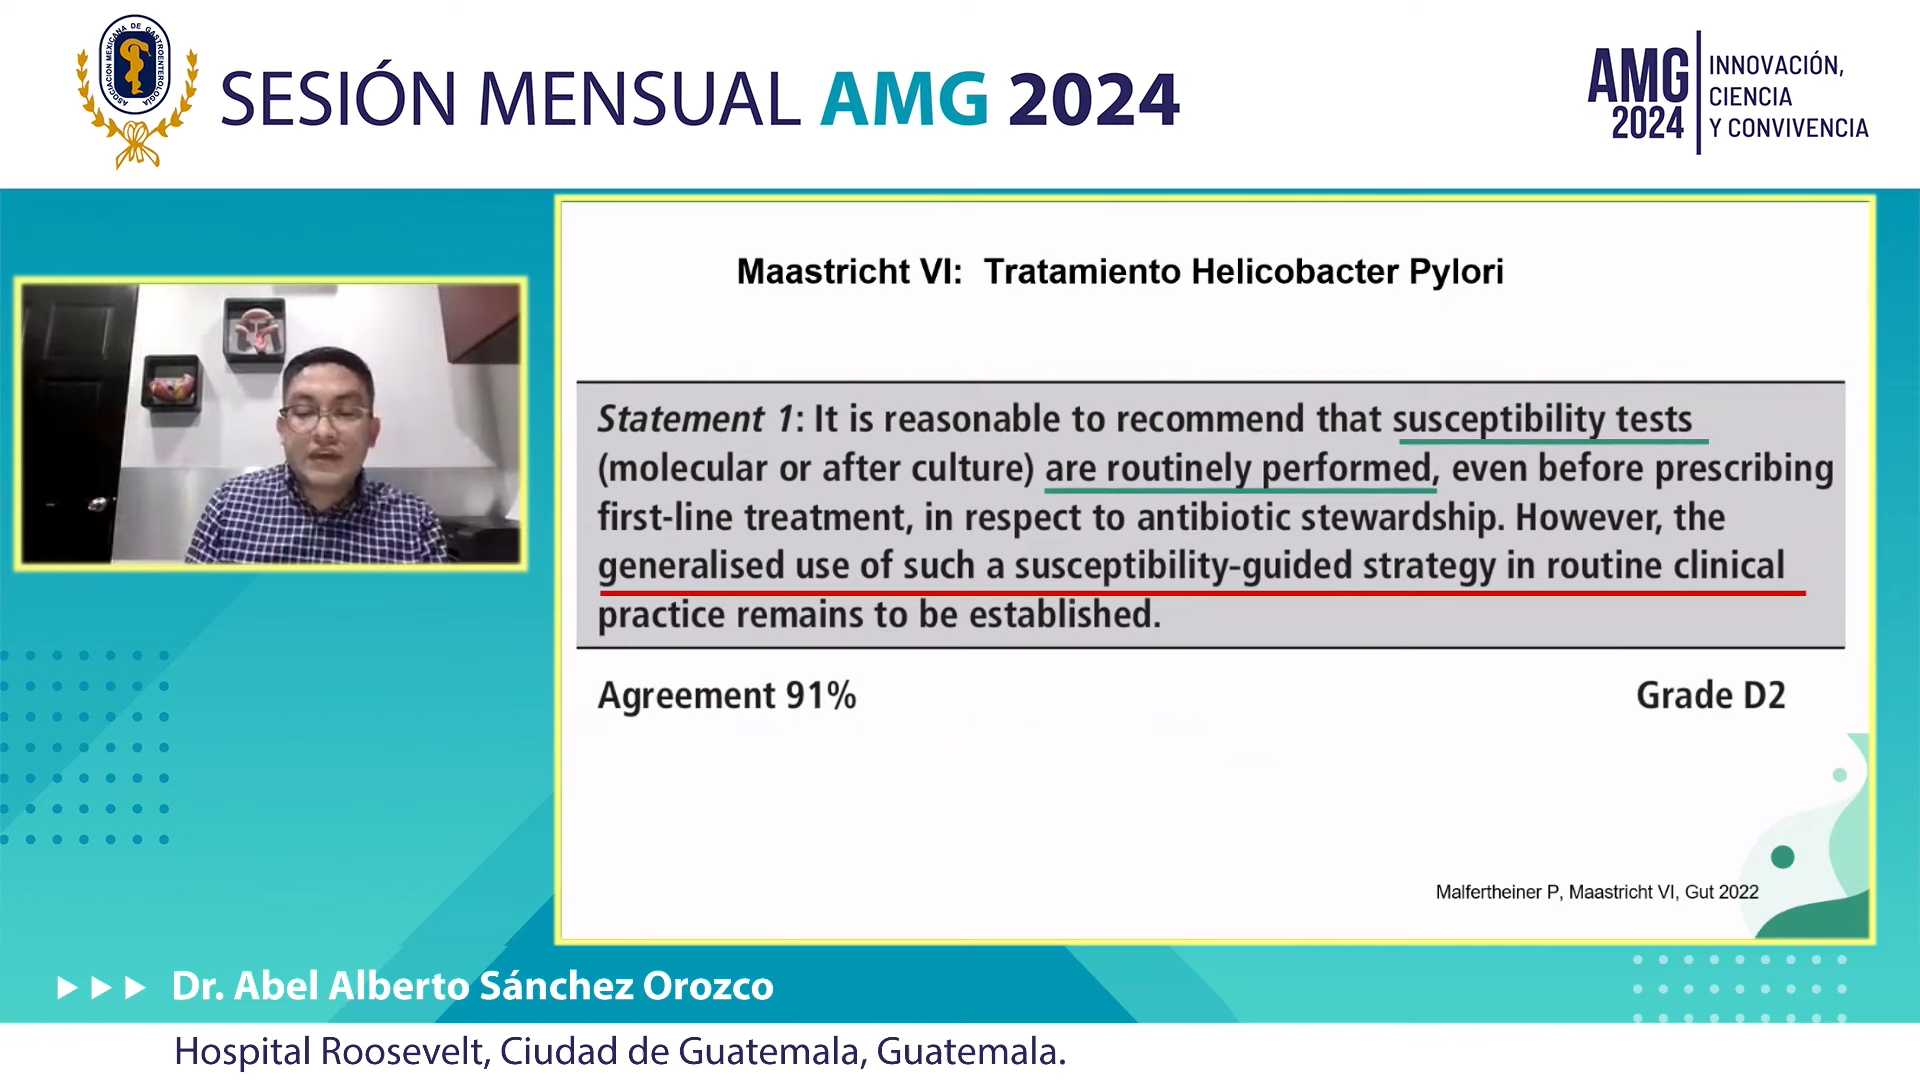 ASOCIACION MEXICANA DE GASTROENTEROLOGÍA
SESIÓN MENSUAL AMG 2024
AMG
2024
INNOVACIÓN,
CIENCIA
Y CONVIVENCIA
Maastricht VI: Tratamiento Helicobacter Pylori
Statement 1: It is reasonable to recommend that susceptibility tests
(molecular or after culture) are routinely performed, even before prescribing
first-line treatment, in respect to antibiotic stewardship. However, the
generalised use of such a susceptibility-guided strategy in routine clinical
practice remains to be established.
Agreement 91%
Grade D2
Malfertheiner P, Maastricht VI, Gut 2022
Dr. Abel Alberto Sánchez Orozco
Hospital Roosevelt, Ciudad de Guatemala, Guatemala.